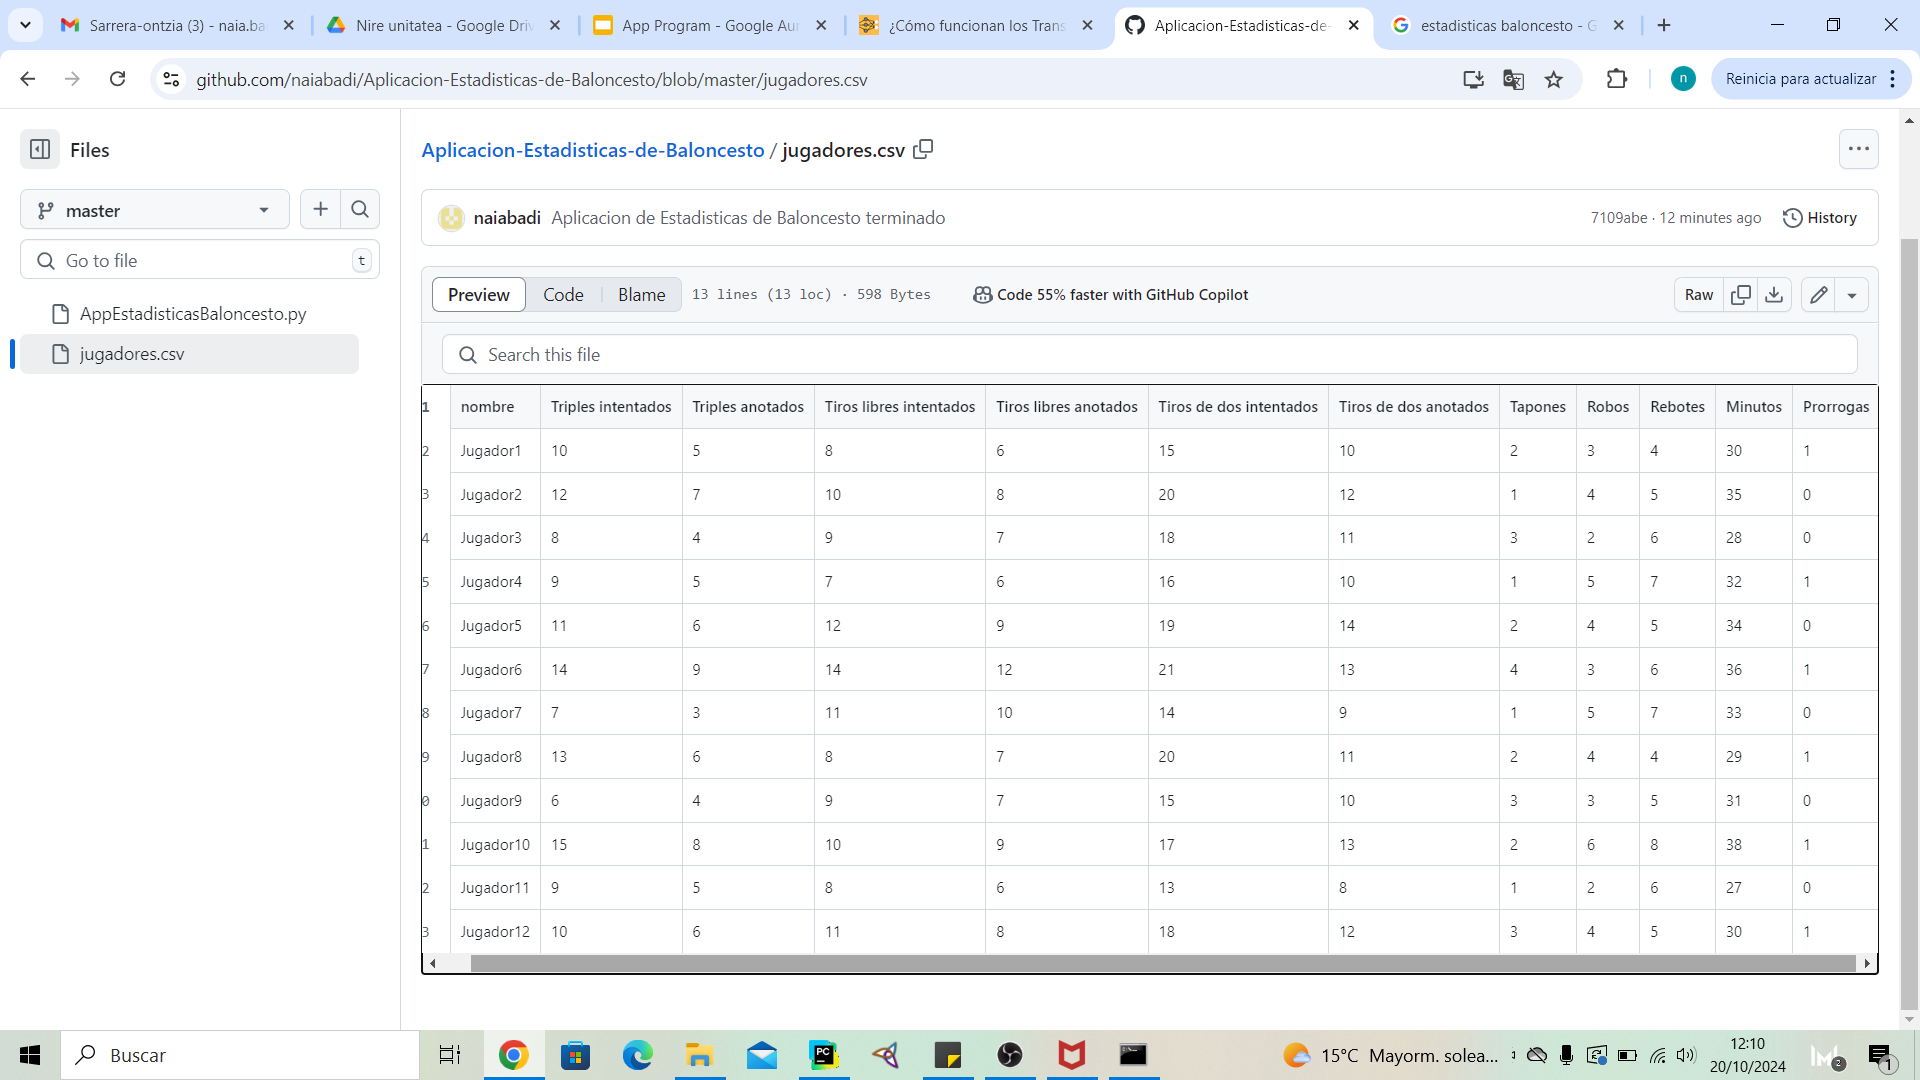 Sarrera-ontzia (3) - naia.ba
Nire unitatea - Google Driv
App Program - Google Aur
¿Cómo funcionan los Trans
Aplicacion-Estadisticas-de-
estadisticas baloncesto - G
github.com/naiabadi/Aplicacion-Estadisticas-de-Baloncesto/blob/master/jugadores.csv
n
Reinicia para actualizar
Files
Aplicacion-Estadisticas-de-Baloncesto / jugadores.csv
master
naiabadi Aplicacion de Estadisticas de Baloncesto terminado
7109abe · 12 minutes ago
History
Go to file
t
AppEstadisticasBaloncesto.py
jugadores.csv
Preview Code Blame 13 lines (13 loc) · 598 Bytes Code 55% faster with GitHub Copilot Raw
Search this file
1 nombre Triples intentados Triples anotados Tiros libres intentados Tiros libres anotados Tiros de dos intentados Tiros de dos anotados Tapones Robos Rebotes Minutos Prorrogas
2 Jugador1 10 5 8 6 15 10 2 3 4 30 1
3 Jugador2 12 7 10 8 20 12 1 4 5 35 0
4 Jugador3 8 4 9 7 18 11 3 2 6 28 0
5 Jugador4 9 5 7 6 16 10 1 5 7 32 1
6 Jugador5 11 6 12 9 19 14 2 4 5 34 0
7 Jugador6 14 9 14 12 21 13 4 3 6 36 1
8 Jugador7 7 3 11 10 14 9 1 5 7 33 0
9 Jugador8 13 6 8 7 20 11 2 4 4 29 1
0 Jugador9 6 4 9 7 15 10 3 3 5 31 0
1 Jugador10 15 8 10 9 17 13 2 6 8 38 1
2 Jugador11 9 5 8 6 13 8 1 2 6 27 0
3 Jugador12 10 6 11 8 18 12 3 4 5 30 1
Buscar
PC
15°C Mayorm. solea...
12:10
20/10/2024
2
1